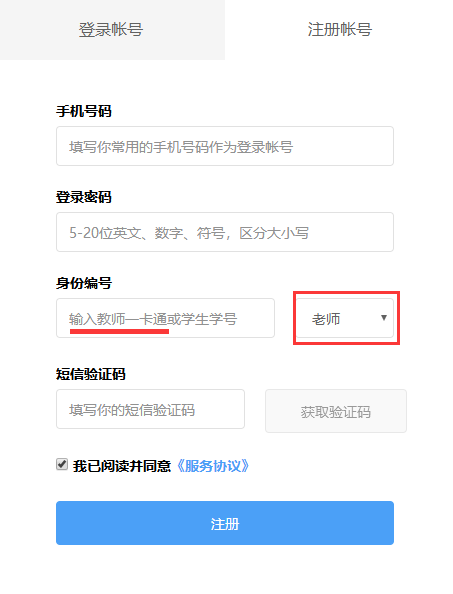 登录帐号 注册帐号
手机号码
填写你常用的手机号码作为登录帐号
登录密码
5-20位英文、数字、符号，区分大小写
身份编号
输入教师一卡通或学生学号 老师
短信验证码
填写你的短信验证码 获取验证码
我已阅读并同意《服务协议》
注册